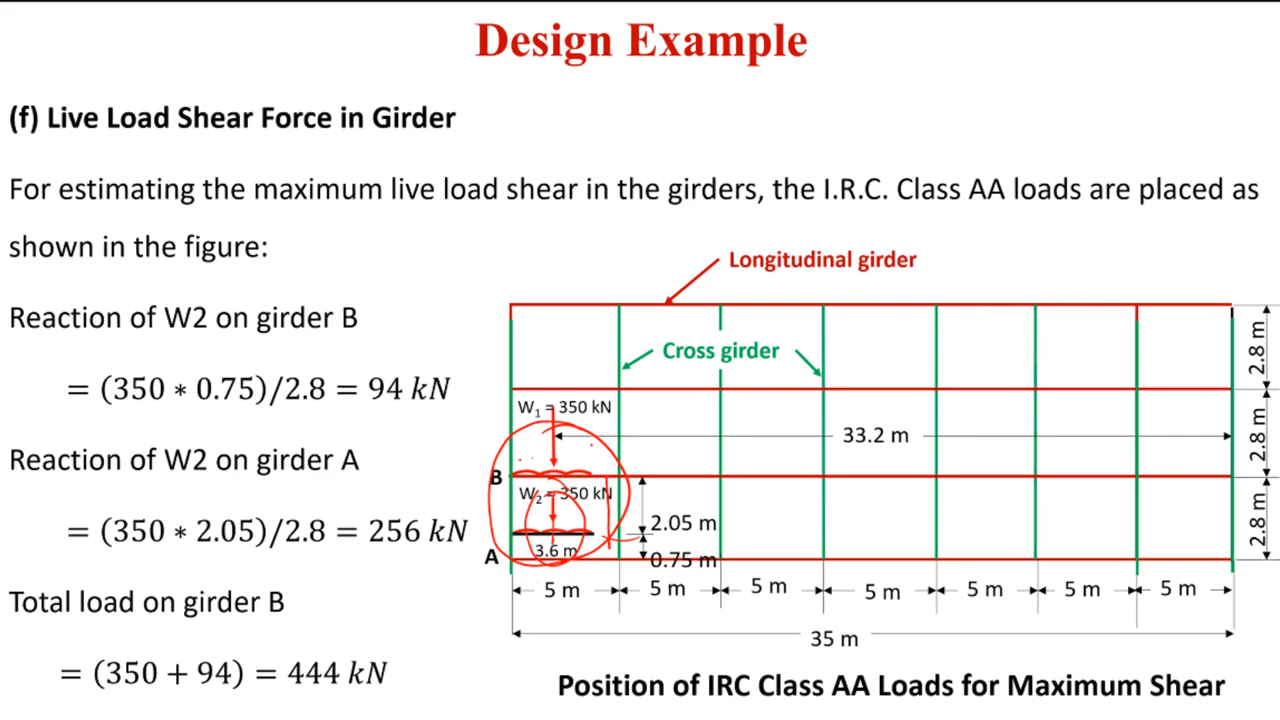 Design Example
(f) Live Load Shear Force in Girder
For estimating the maximum live load shear in the girders, the I.R.C. Class AA loads are placed as
shown in the figure:
Longitudinal girder
Reaction of W2 on girder B
Cross girder
2.8 m
= (350 ∗ 0.75)/2.8 = 94 kN
W₁ = 350 kN
33.2 m
2.8 m
Reaction of W2 on girder A
B
W₂ = 350 kN
2.05 m
2.8 m
= (350 ∗ 2.05)/2.8 = 256 kN
3.6 m
A
0.75 m
5 m 5 m 5 m 5 m 5 m 5 m 5 m
Total load on girder B
35 m
= (350 + 94) = 444 kN
Position of IRC Class AA Loads for Maximum Shear